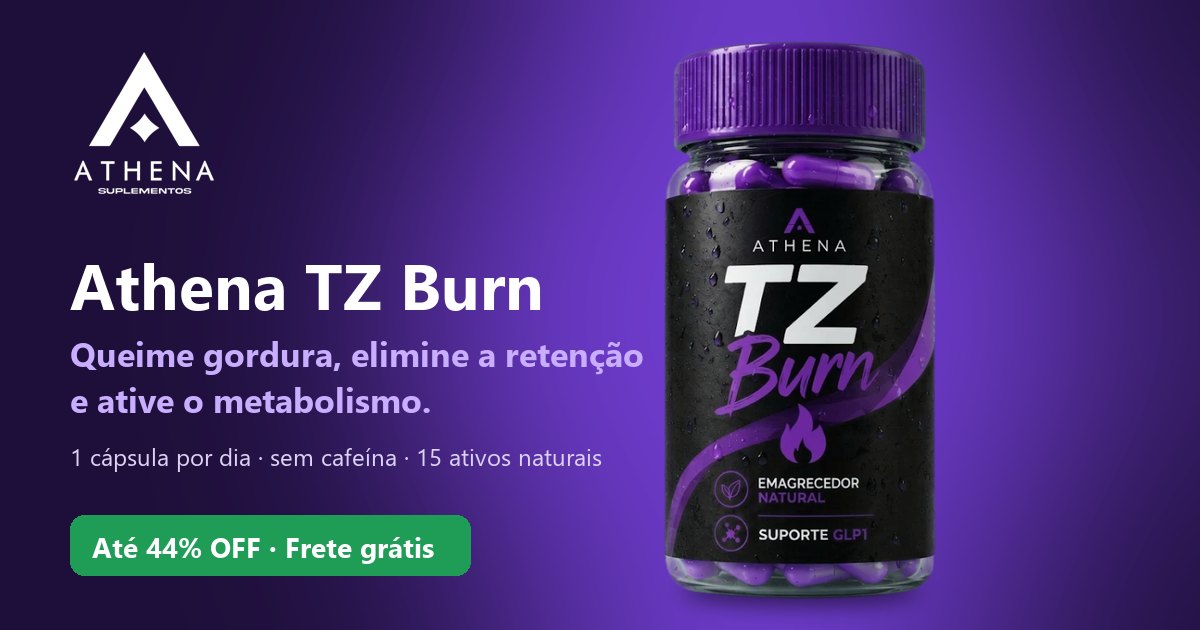 ATHENA
SUPLEMENTOS
Athena TZ Burn
Queime gordura, elimine a retenção
e ative o metabolismo.
1 cápsula por dia · sem cafeína · 15 ativos naturais
Até 44% OFF · Frete grátis
ATHENA
TZ
Burn
EMAGRECEDOR
NATURAL
SUPORTE GLP1